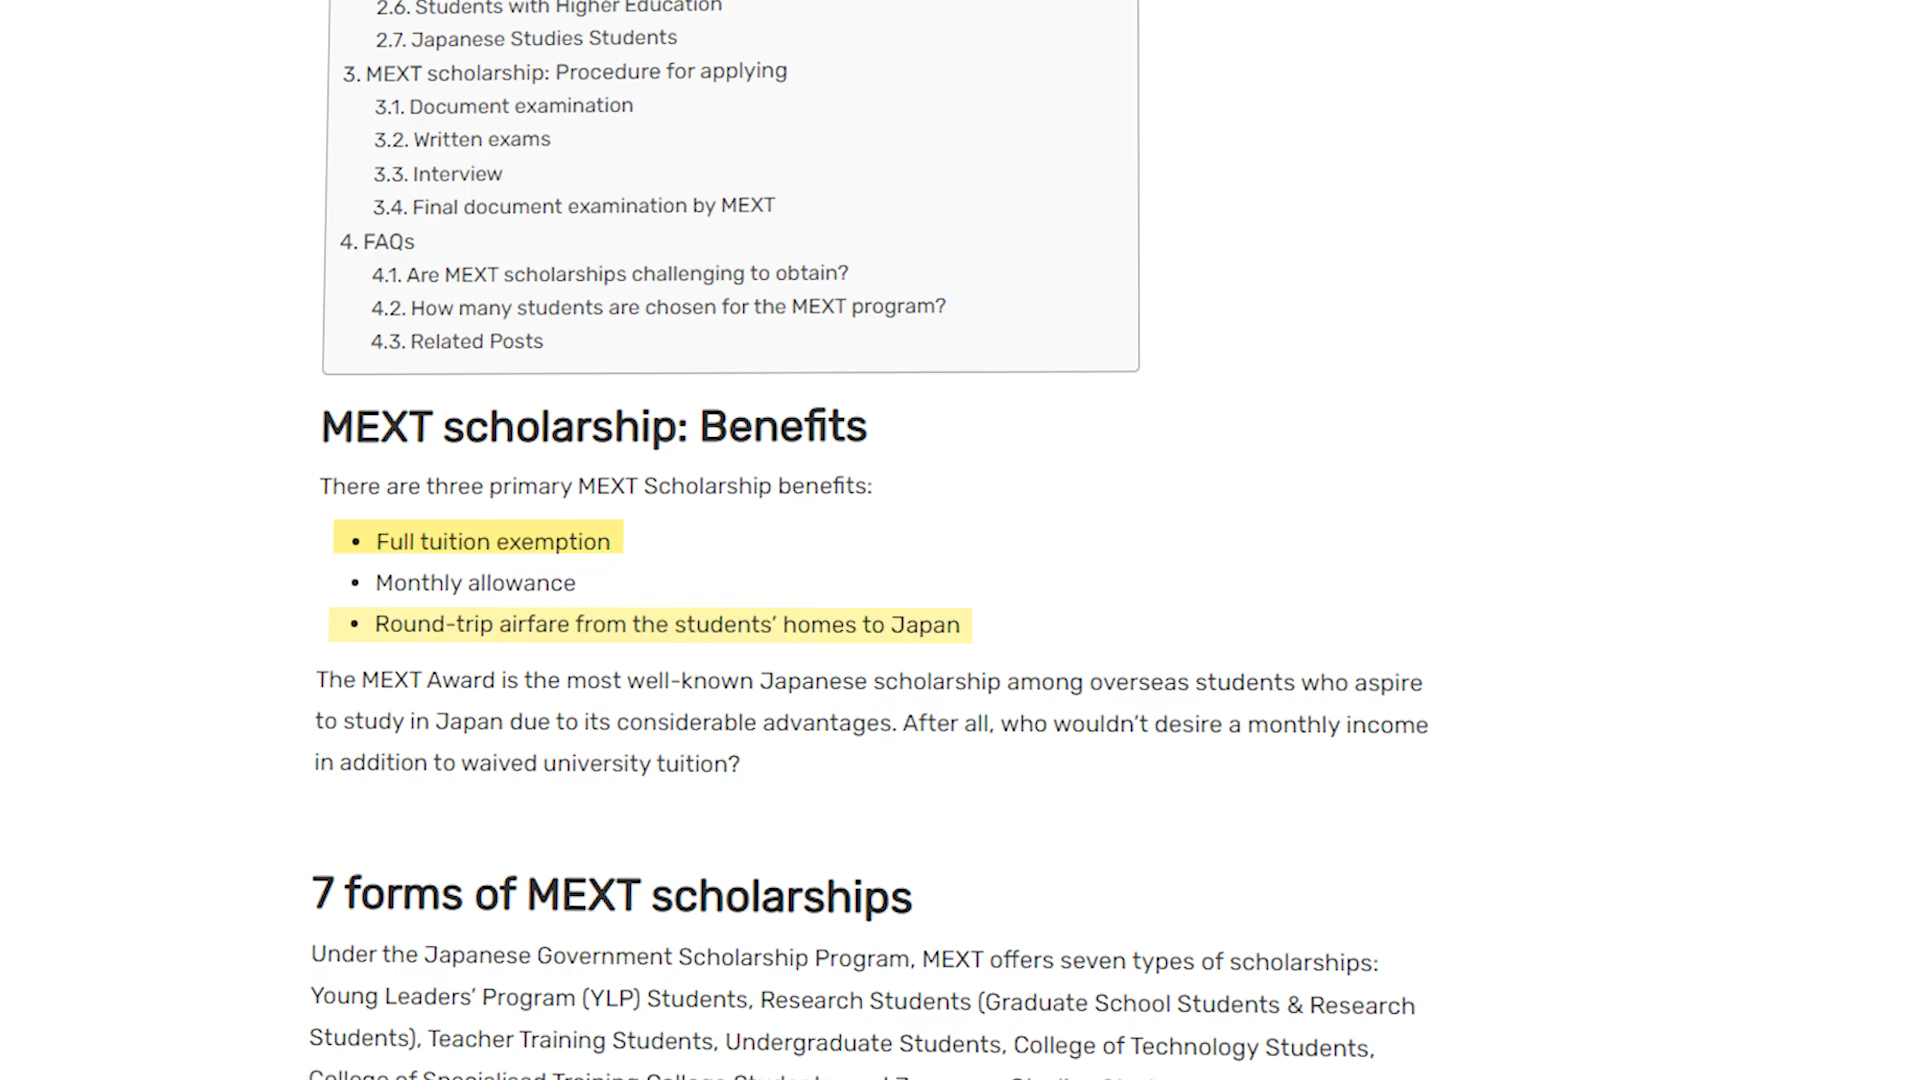 2.6. Students with Higher Education
2.7. Japanese Studies Students
3. MEXT scholarship: Procedure for applying
3.1. Document examination
3.2. Written exams
3.3. Interview
3.4. Final document examination by MEXT
4. FAQs
4.1. Are MEXT scholarships challenging to obtain?
4.2. How many students are chosen for the MEXT program?
4.3. Related Posts
MEXT scholarship: Benefits
There are three primary MEXT Scholarship benefits:
• Full tuition exemption
• Monthly allowance
• Round-trip airfare from the students’ homes to Japan
The MEXT Award is the most well-known Japanese scholarship among overseas students who aspire
to study in Japan due to its considerable advantages. After all, who wouldn’t desire a monthly income
in addition to waived university tuition?
7 forms of MEXT scholarships
Under the Japanese Government Scholarship Program, MEXT offers seven types of scholarships:
Young Leaders’ Program (YLP) Students, Research Students (Graduate School Students & Research
Students), Teacher Training Students, Undergraduate Students, College of Technology Students,
College of Specialised Training College Students